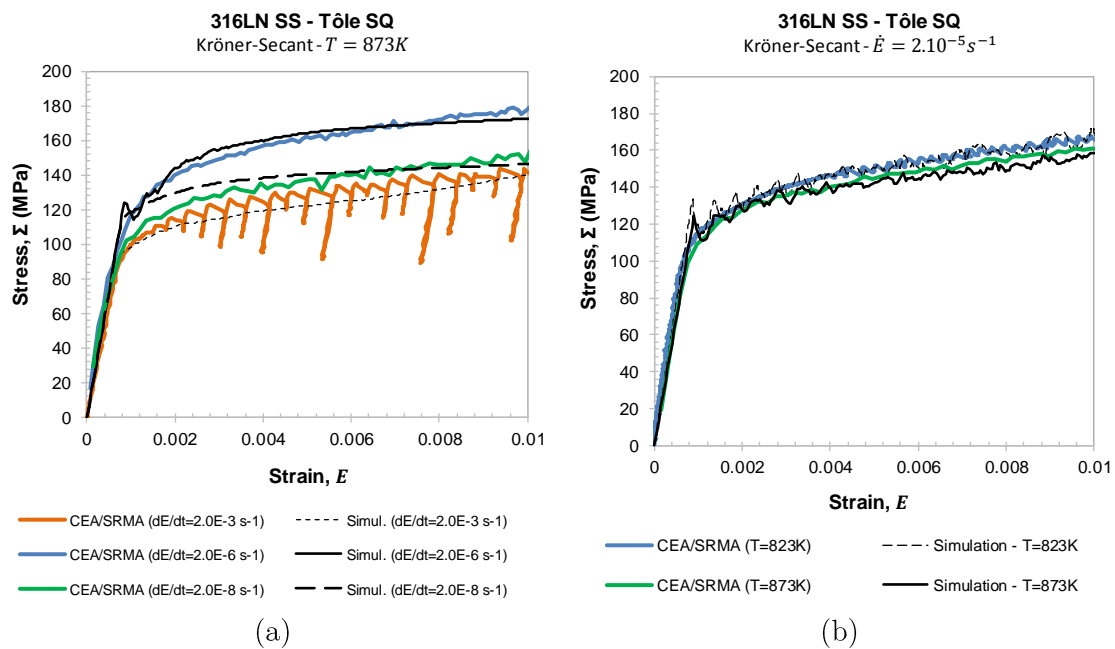 316LN SS - Tôle SQ
Kröner-Secant - T = 873K
Stress, Σ (MPa)
200
180
160
140
120
100
80
60
40
20
0
0 0.002 0.004 0.006 0.008 0.01
Strain, E
CEA/SRMA (dE/dt=2.0E-3 s-1) Simul. (dE/dt=2.0E-3 s-1)
CEA/SRMA (dE/dt=2.0E-6 s-1) Simul. (dE/dt=2.0E-6 s-1)
CEA/SRMA (dE/dt=2.0E-8 s-1) Simul. (dE/dt=2.0E-8 s-1)
(a)
316LN SS - Tôle SQ
Kröner-Secant - Ė = 2.10⁻⁵s⁻¹
Stress, Σ (MPa)
200
180
160
140
120
100
80
60
40
20
0
0 0.002 0.004 0.006 0.008 0.01
Strain, E
CEA/SRMA (T=823K) Simulation - T=823K
CEA/SRMA (T=873K) Simulation - T=873K
(b)